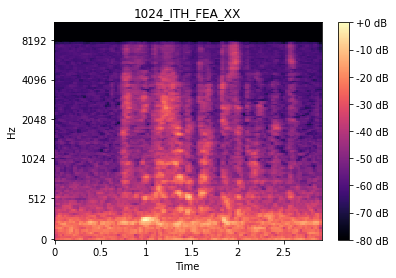 1024_ITH_FEA_XX
8192
4096
2048
1024
512
0
Hz
0 0.5 1 1.5 2 2.5
Time
+0 dB
-10 dB
-20 dB
-30 dB
-40 dB
-50 dB
-60 dB
-70 dB
-80 dB